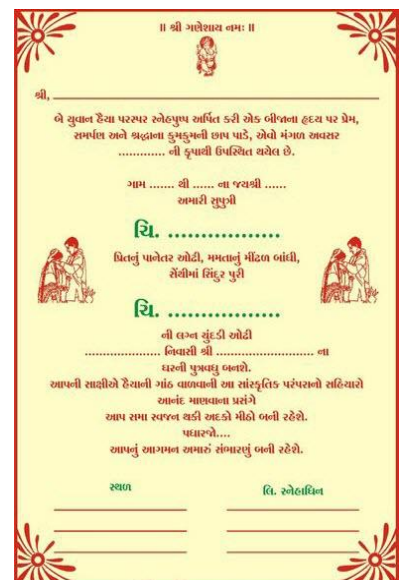 ॥ શ્રી ગણેશાય નમઃ ॥
શ્રી, ______________________
બે યુવાન હૈયા પરસ્પર સ્નેહપુષ્પ અર્પિત કરી એક બીજાના હૃદય પર પ્રેમ,
સમર્પણ અને શ્રદ્ધાના કુમકુમની છાપ પાડે, એવો મંગળ અવસર
............. ની કૃપાથી ઉપસ્થિત થયેલ છે.
ગામ ....... થી ...... ના જયશ્રી ......
અમારી સુપુત્રી
ચિ. .................
પ્રિતનું પાનેતર ઓઢી, મમતાનું મીંઢળ બાંધી,
સેંથીમાં સિંદુર પુરી
ચિ. .................
ની લગ્ન ચુંદડી ઓઢી
.................... નિવાસી શ્રી .......................... ના
ઘરની પુત્રવધુ બનશે.
આપની સાક્ષીએ હૈયાની ગાંઠ વાળવાની આ સાંસ્કૃતિક પરંપરાનો સહિયારો
આનંદ માણવાના પ્રસંગે
આપ સમા સ્વજન થકી અદકો મીઠો બની રહેશે.
પધારજો....
આપનું આગમન અમારું સંભારણું બની રહેશે.
સ્થળ
લિ. સ્નેહાધિન